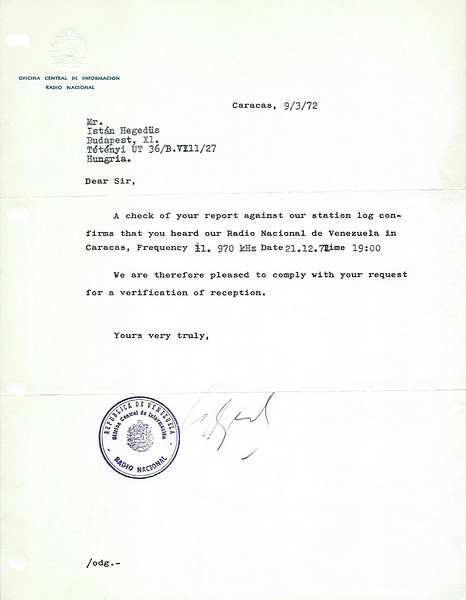 OFICINA CENTRAL DE INFORMACION
RADIO NACIONAL
Caracas, 9/3/72
Mr.
Istán Hegedüs
Budapest, Xl.
Tétényi UT 36/B.VIll/27
Hungria.
Dear Sir,
A check of your report against our station log con-
firms that you heard our Radio Nacional de Venezuela in
Caracas, Frequency 11. 970 kHz Date 21.12.71ime 19:00
We are therefore pleased to comply with your request
for a verification of reception.
Yours very truly,
REPUBLICA DE VENEZUELA
Oficina Central de Información
RADIO NACIONAL
/odg.-